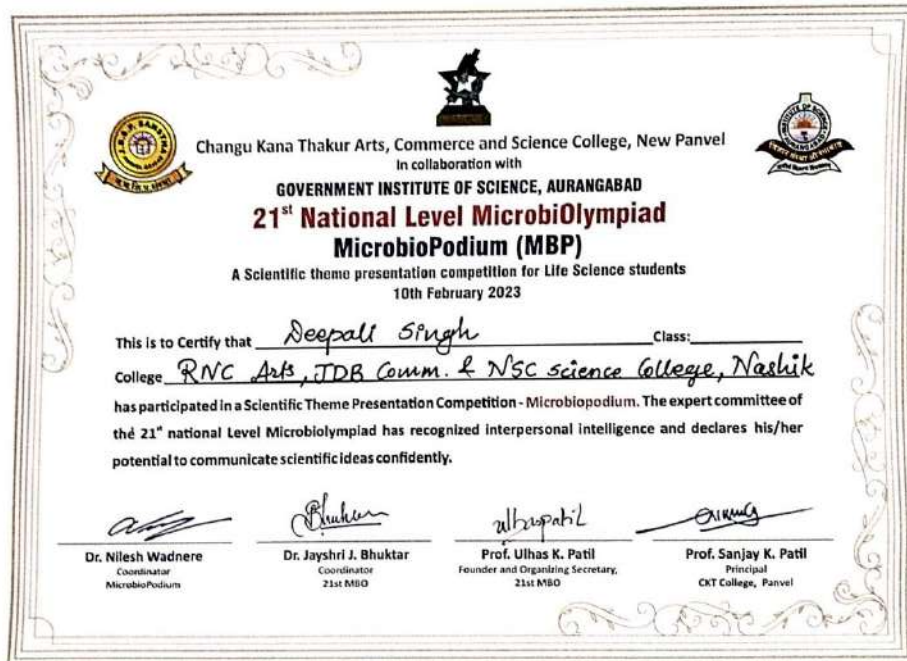 Changu Kana Thakur Arts, Commerce and Science College, New Panvel
In collaboration with
GOVERNMENT INSTITUTE OF SCIENCE, AURANGABAD
21st National Level MicrobiOlympiad
MicrobioPodium (MBP)
A Scientific theme presentation competition for Life Science students
10th February 2023
This is to Certify that Deepali Singh Class:
College RNC Arts, JDB Comm. & NSC science College, Nashik
has participated in a Scientific Theme Presentation Competition - Microbiopodium. The expert committee of
the 21st national Level Microbiolympiad has recognized interpersonal intelligence and declares his/her
potential to communicate scientific ideas confidently.
ulhaspatil
Dr. Nilesh Wadnere
Coordinator
MicrobioPodium
Dr. Jayshri J. Bhuktar
Coordinator
21st MBO
Prof. Ulhas K. Patil
Founder and Organizing Secretary,
21st MBO
Prof. Sanjay K. Patil
Principal
CKT College, Panvel